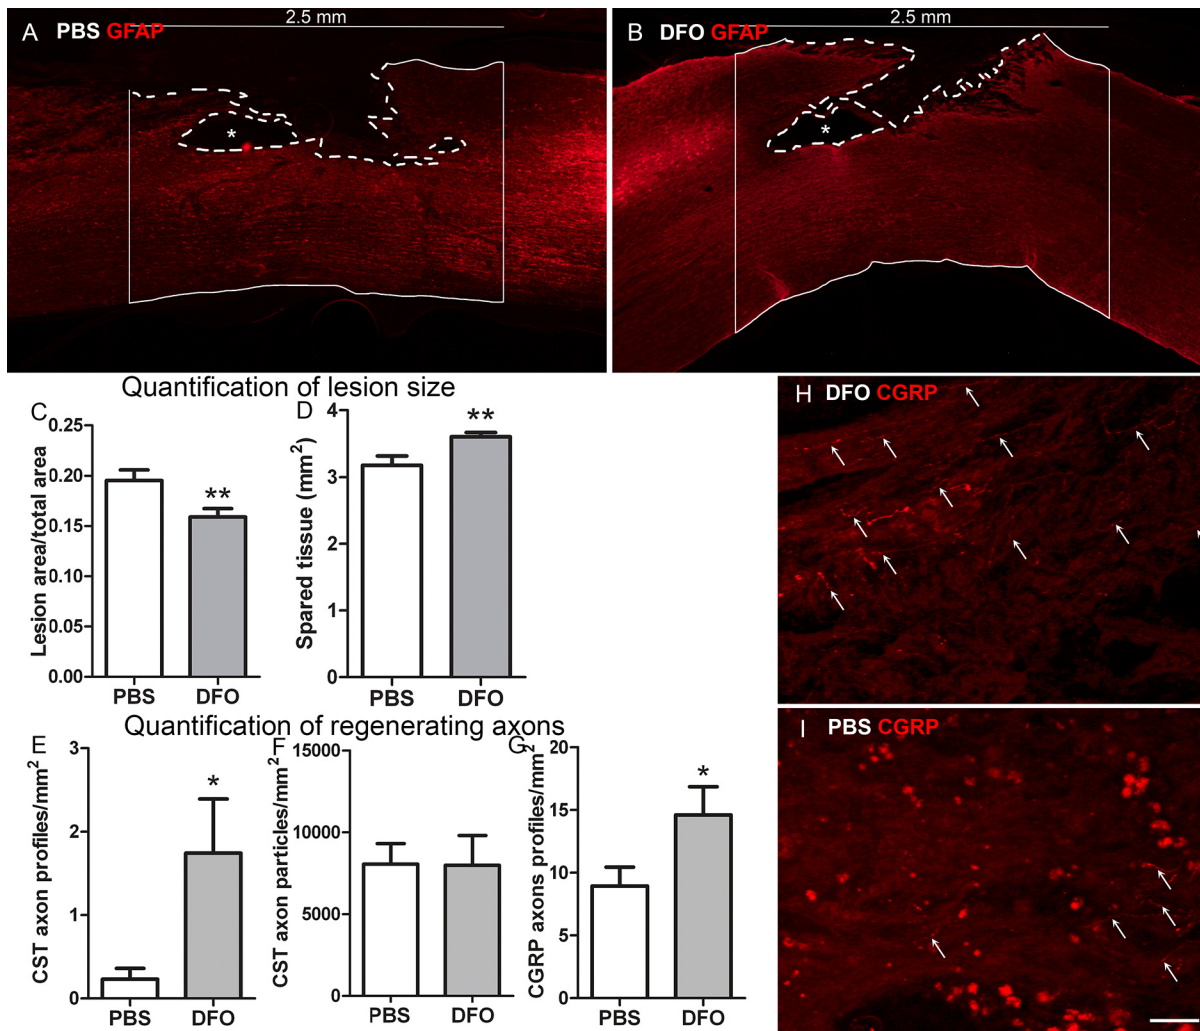 A PBS GFAP
2.5 mm
*
B DFO GFAP
2.5 mm
*
Quantification of lesion size
C
Lesion area/total area
0.25
0.20
0.15
0.10
0.05
0.00
**
PBS DFO
D
Spared tissue (mm²)
4
3
2
1
0
**
PBS DFO
Quantification of regenerating axons
E
CST axon profiles/mm²
3
2
1
0
*
PBS DFO
F
CST axon particles/mm²
15000
10000
5000
0
PBS DFO
G
CGRP axons profiles/mm²
20
15
10
5
0
*
PBS DFO
H DFO CGRP
I PBS CGRP